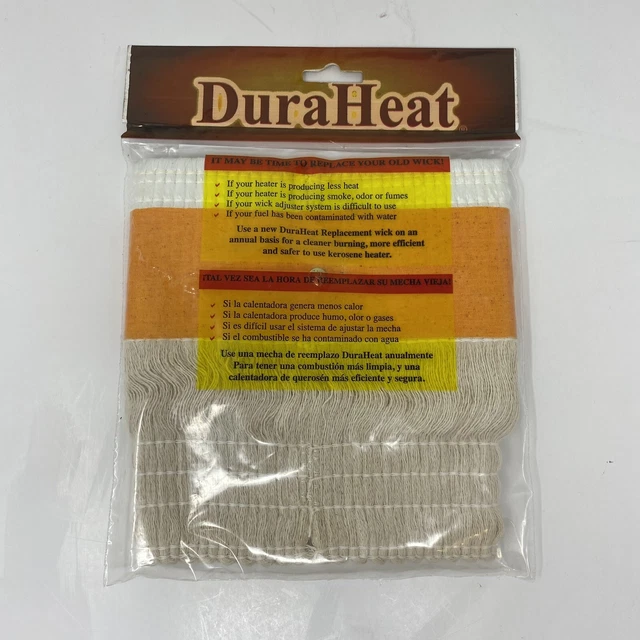 DuraHeat
IT MAY BE TIME TO REPLACE YOUR OLD WICK!
If your heater is producing less heat
If your heater is producing smoke, odor or fumes
If your wick adjuster system is difficult to use
If your fuel has been contaminated with water
Use a new DuraHeat Replacement wick on an
annual basis for a cleaner burning, more efficient
and safer to use kerosene heater.
¡TAL VEZ SEA LA HORA DE REEMPLAZAR SU MECHA VIEJA!
Si la calentadora genera menos calor
Si la calentadora produce humo, olor o gases
Si es difícil usar el sistema de ajustar la mecha
Si el combustible se ha contaminado con agua
Use una mecha de reemplazo DuraHeat anualmente
Para tener una combustión más limpia, y una
calentadora de querosén más eficiente y segura.